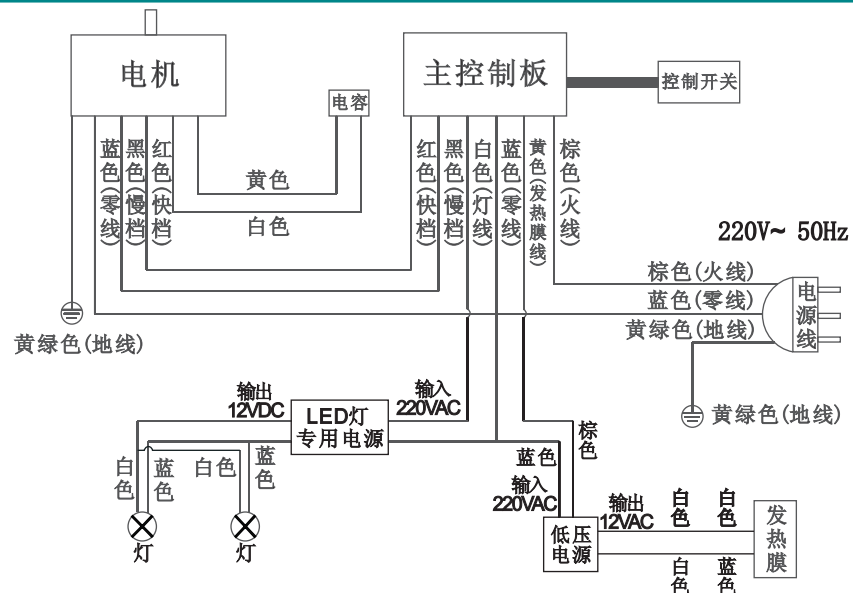 电机
主控制板
控制开关
电容
蓝色(零线)
黑色(慢档)
红色(快档)
黄色
白色
红色(快档)
黑色(慢档)
白色(灯线)
蓝色(零线)
黄色(发热膜线)
棕色(火线)
220V~ 50Hz
棕色(火线)
蓝色(零线)
黄绿色(地线)
电源线
黄绿色(地线)
黄绿色(地线)
输出
12VDC
LED灯
专用电源
输入
220VAC
白色
蓝色
白色
蓝色
灯
灯
棕色
蓝色
输入
220VAC
低压
电源
输出
12VAC
白色
白色
白色
蓝色
发热膜